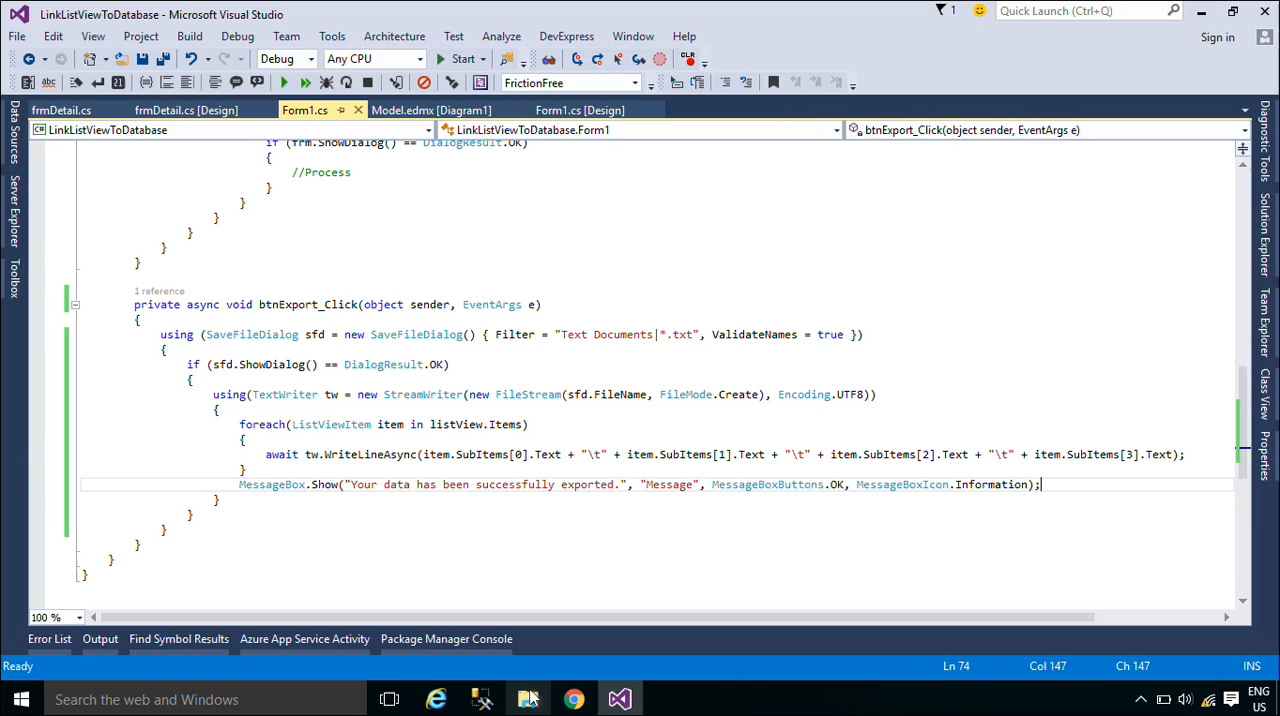 LinkListViewToDatabase - Microsoft Visual Studio
1
Quick Launch (Ctrl+Q)
File Edit View Project Build Debug Team Tools Architecture Test Analyze DevExpress Window Help
Sign in
Debug Any CPU Start CLR
abc 21 FrictionFree
frmDetail.cs frmDetail.cs [Design] Form1.cs Model.edmx [Diagram1] Form1.cs [Design]
C# LinkListViewToDatabase LinkListViewToDatabase.Form1 btnExport_Click(object sender, EventArgs e)
Data Sources
Server Explorer
Toolbox
if (frm.ShowDialog() == DialogResult.OK)
{
//Process
}
}
}
}
}
}
1 reference
private async void btnExport_Click(object sender, EventArgs e)
{
using (SaveFileDialog sfd = new SaveFileDialog() { Filter = "Text Documents|*.txt", ValidateNames = true })
{
if (sfd.ShowDialog() == DialogResult.OK)
{
using(TextWriter tw = new StreamWriter(new FileStream(sfd.FileName, FileMode.Create), Encoding.UTF8))
{
foreach(ListViewItem item in listView.Items)
{
await tw.WriteLineAsync(item.SubItems[0].Text + "\t" + item.SubItems[1].Text + "\t" + item.SubItems[2].Text + "\t" + item.SubItems[3].Text);
}
MessageBox.Show("Your data has been successfully exported.", "Message", MessageBoxButtons.OK, MessageBoxIcon.Information);
}
}
}
}
}
}
Diagnostic Tools
Solution Explorer
Team Explorer
Class View
Properties
100 %
Error List Output Find Symbol Results Azure App Service Activity Package Manager Console
Ready Ln 74 Col 147 Ch 147 INS
Search the web and Windows
ENG
US